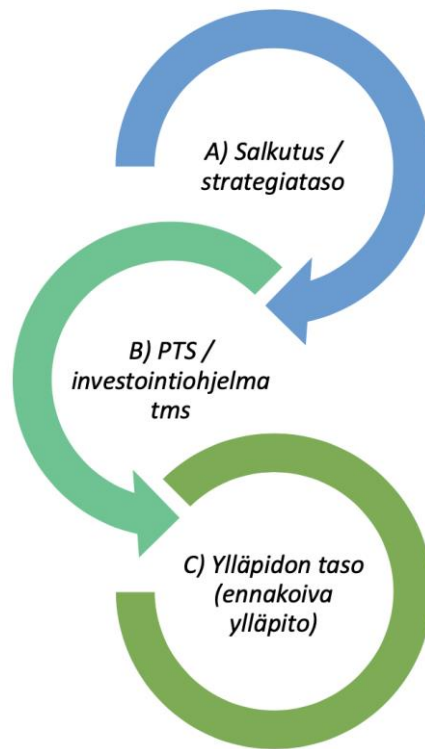 A) Salkutus /
strategiataso
B) PTS /
investointiohjelma
tms
C) Ylläpidon taso
(ennakoiva
ylläpito)